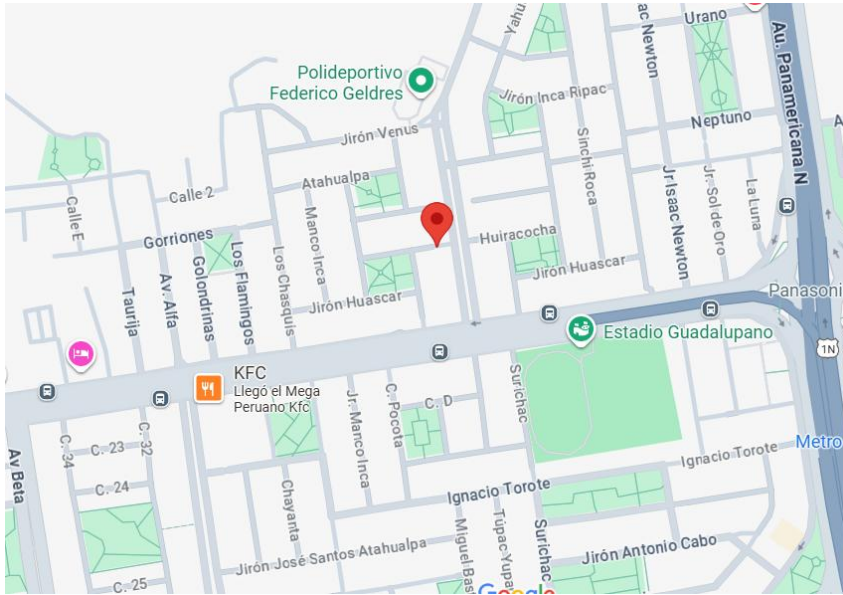 Urano
Au. Panamericana N
Yahu
Isaac Newton
Polideportivo
Federico Geldres
Jirón Inca Ripac
Neptuno
Jirón Venus
Atahualpa
Sinchi Roca
Jr Isaac Newton
Jr. Sol de Oro
La Luna
Calle 2
Calle E
Manco Inca
Gorriones
Huiracocha
Los Chasquis
Los Flamingos
Golondrinas
Av. Alfa
Taurija
Jirón Huascar
Jirón Huascar
Panasoni
Estadio Guadalupano
1N
KFC
Llegó el Mega
Peruano Kfc
Surichac
C. D
C. Pocota
Jr. Manco Inca
C. 23
C. 32
C. 34
Av Beta
Metro
Ignacio Torote
C. 24
Chayanta
Ignacio Torote
Miguel Bas
Túpac Yupa
Surichac
Jirón José Santos Atahualpa
Jirón Antonio Cabo
C. 25
Google